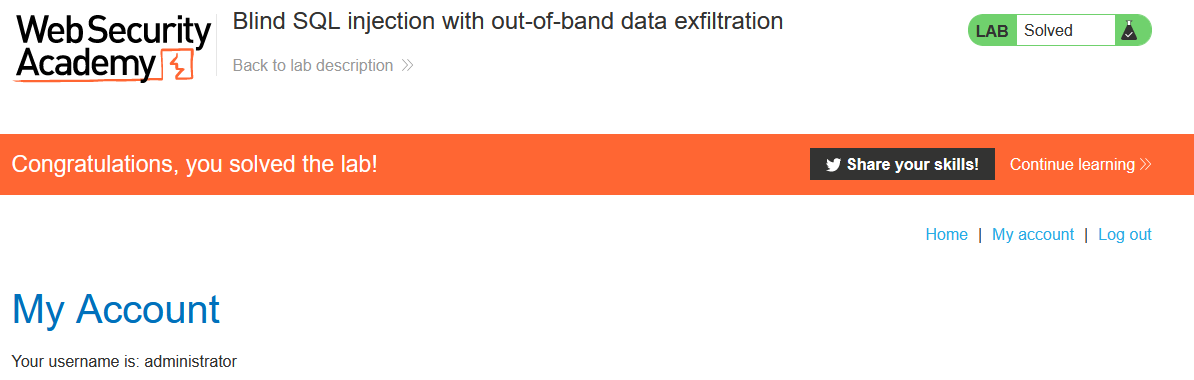 Web Security
Academy
Blind SQL injection with out-of-band data exfiltration
Back to lab description
LAB Solved
Congratulations, you solved the lab!
Share your skills!
Continue learning
Home | My account | Log out
My Account
Your username is: administrator